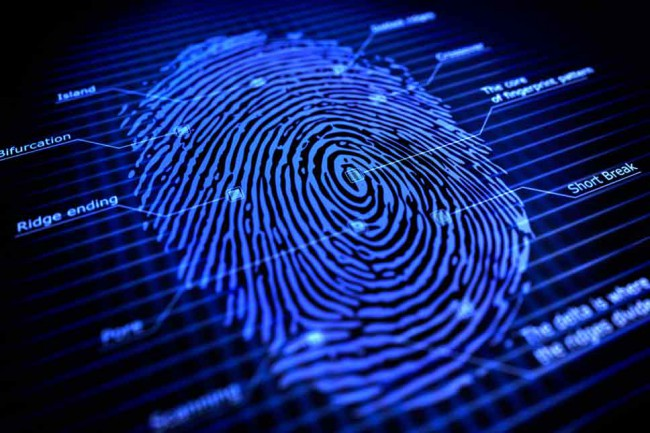 Island
Crossover
The core
of fingerprint pattern
Bifurcation
Short Break
Ridge ending
Pore
The delta is where
the ridges divide
Scanning